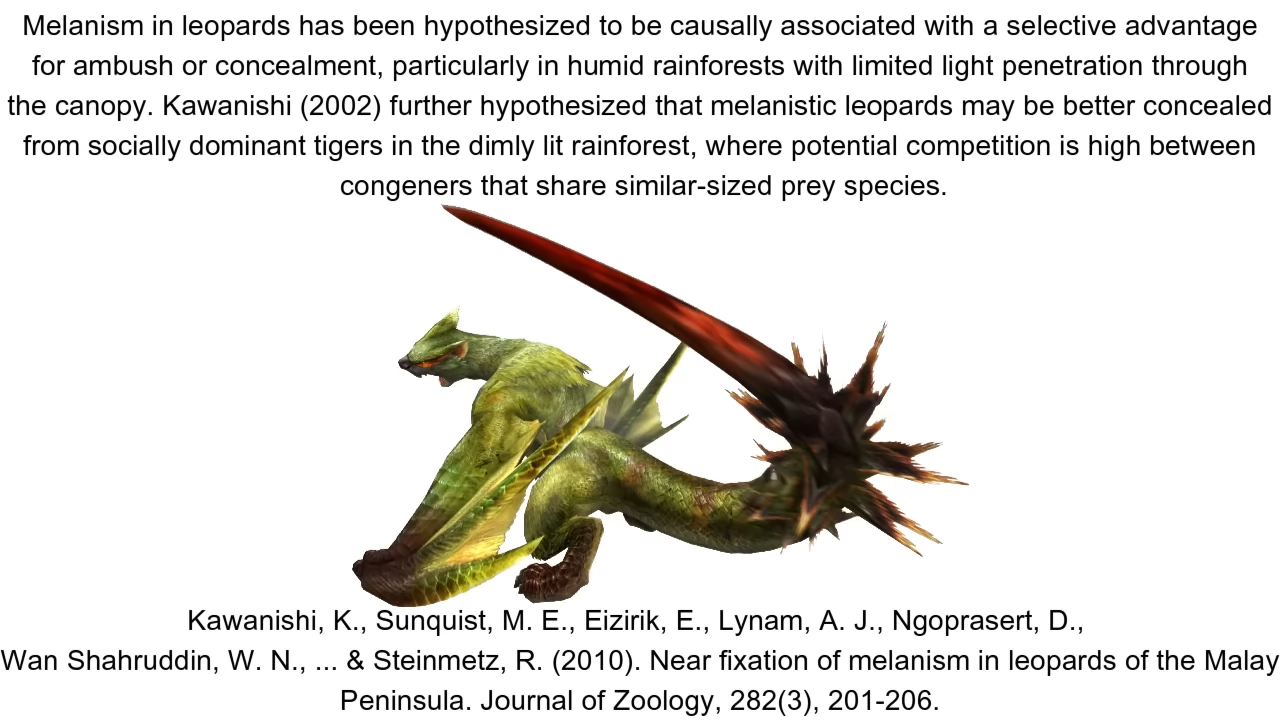 Melanism in leopards has been hypothesized to be causally associated with a selective advantage
for ambush or concealment, particularly in humid rainforests with limited light penetration through
the canopy. Kawanishi (2002) further hypothesized that melanistic leopards may be better concealed
from socially dominant tigers in the dimly lit rainforest, where potential competition is high between
congeners that share similar-sized prey species.
Kawanishi, K., Sunquist, M. E., Eizirik, E., Lynam, A. J., Ngoprasert, D.,
Wan Shahruddin, W. N., ... & Steinmetz, R. (2010). Near fixation of melanism in leopards of the Malay
Peninsula. Journal of Zoology, 282(3), 201-206.